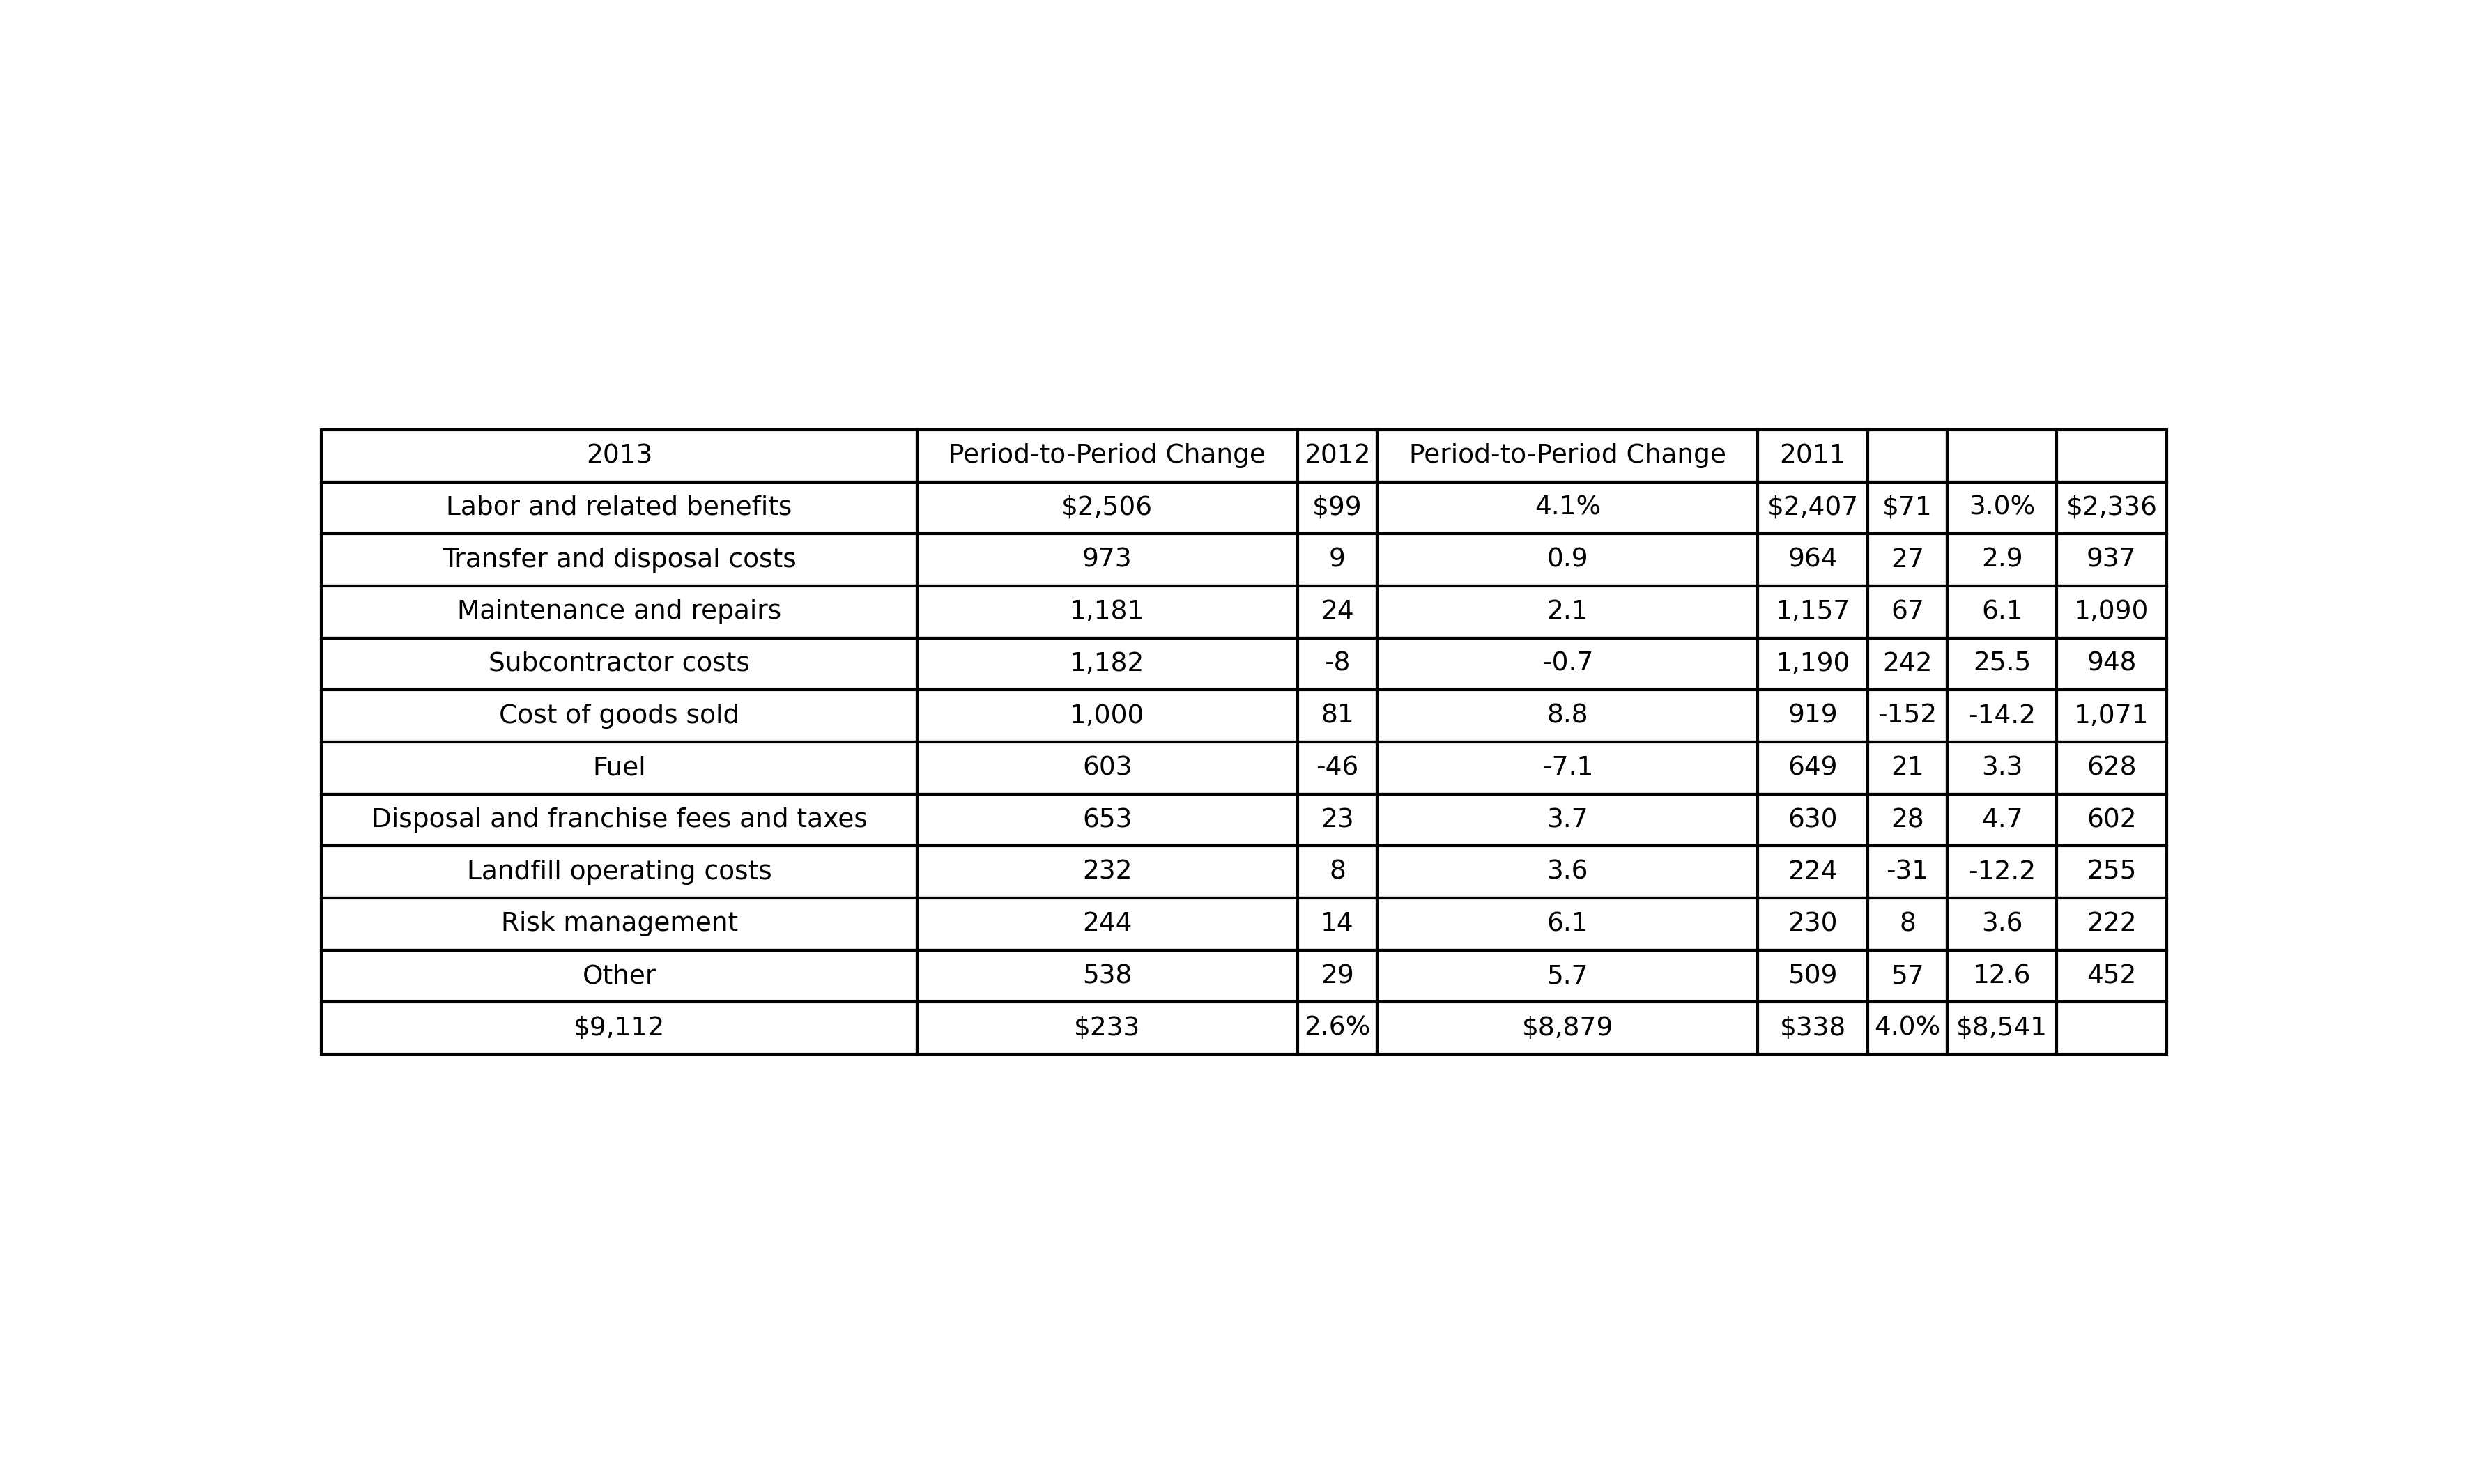 2013 Period-to-Period Change 2012 Period-to-Period Change 2011
Labor and related benefits $2,506 $99 4.1% $2,407 $71 3.0% $2,336
Transfer and disposal costs 973 9 0.9 964 27 2.9 937
Maintenance and repairs 1,181 24 2.1 1,157 67 6.1 1,090
Subcontractor costs 1,182 -8 -0.7 1,190 242 25.5 948
Cost of goods sold 1,000 81 8.8 919 -152 -14.2 1,071
Fuel 603 -46 -7.1 649 21 3.3 628
Disposal and franchise fees and taxes 653 23 3.7 630 28 4.7 602
Landfill operating costs 232 8 3.6 224 -31 -12.2 255
Risk management 244 14 6.1 230 8 3.6 222
Other 538 29 5.7 509 57 12.6 452
$9,112 $233 2.6% $8,879 $338 4.0% $8,541